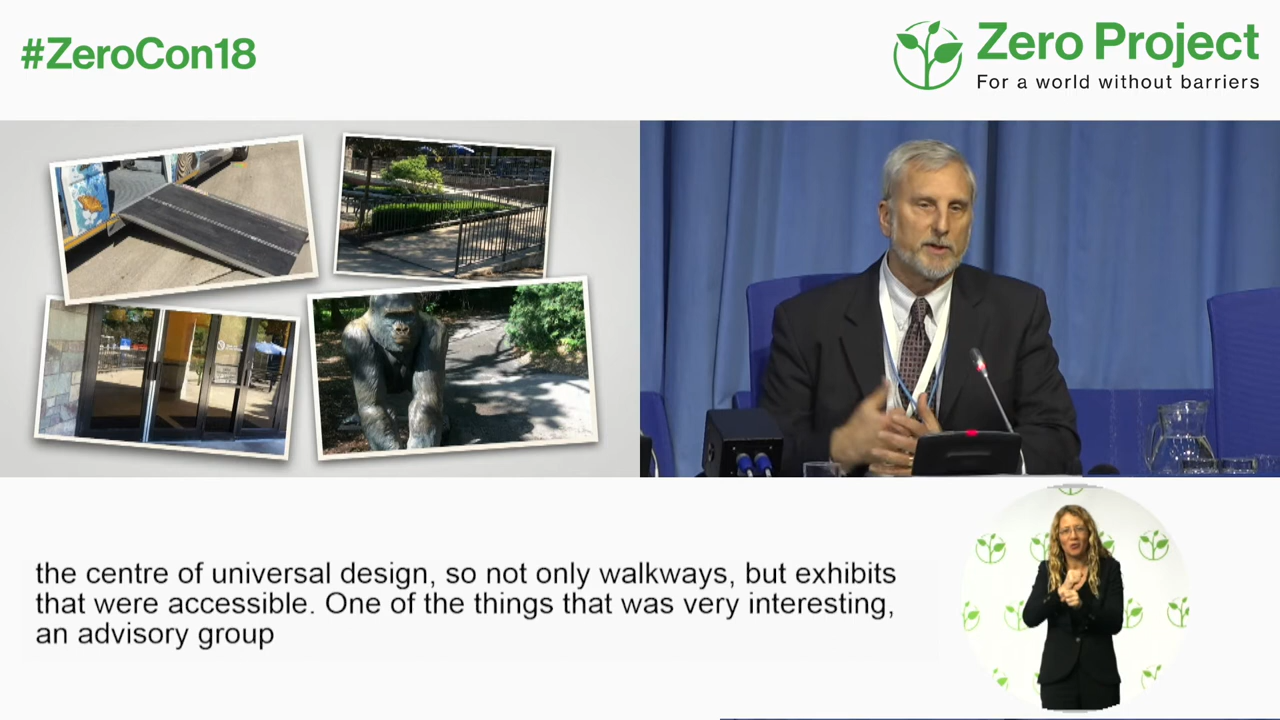 #ZeroCon18
Zero Project
For a world without barriers
the centre of universal design, so not only walkways, but exhibits
that were accessible. One of the things that was very interesting,
an advisory group